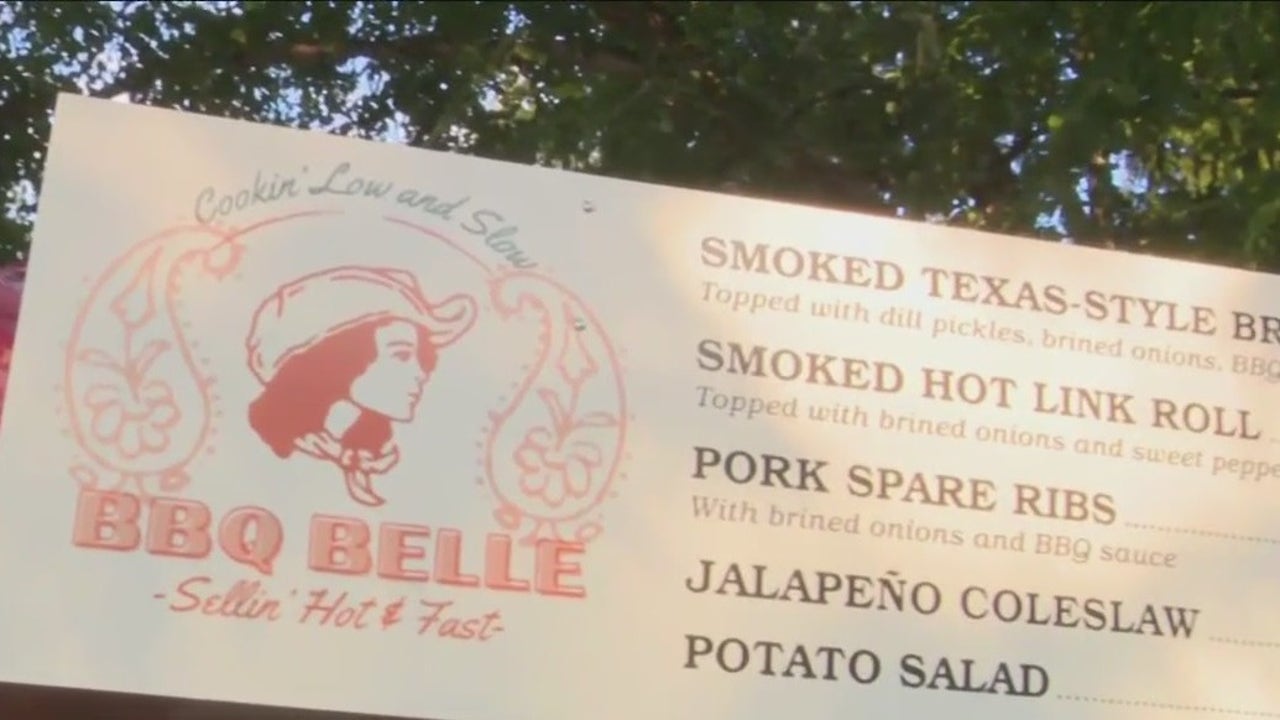 Cookin' Low and Slow
BBQ BELLE
-Sellin' Hot & Fast-
SMOKED TEXAS-STYLE
Topped with dill pickles, brined onions, BBQ
SMOKED HOT LINK ROLL
Topped with brined onions and sweet
PORK SPARE RIBS
With brined onions and BBQ sauce
JALAPEÑO COLESLAW
POTATO SALAD